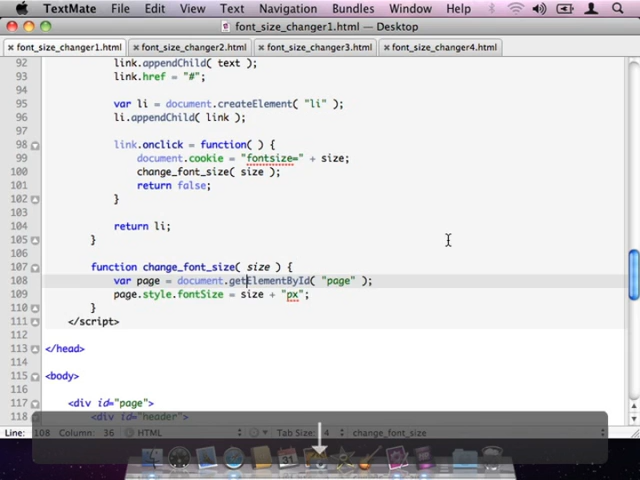 TextMate File Edit View Text Navigation Bundles Window Help
font_size_changer1.html — Desktop
font_size_changer1.html font_size_changer2.html font_size_changer3.html font_size_changer4.html
92 link.appendChild( text );
93 link.href = "#";
94
95 var li = document.createElement( "li" );
96 li.appendChild( link );
97
98 link.onclick = function( ) {
99 document.cookie = "fontsize=" + size;
100 change_font_size( size );
101 return false;
102 }
103
104 return li;
105 }
106
107 function change_font_size( size ) {
108 var page = document.getElementById( "page" );
109 page.style.fontSize = size + "px";
110 }
111 </script>
112
113 </head>
114
115 <body>
116
117 <div id="page">
118 <div id="header">
Line: 108 Column: 36 HTML Tab Size: 4 change_font_size